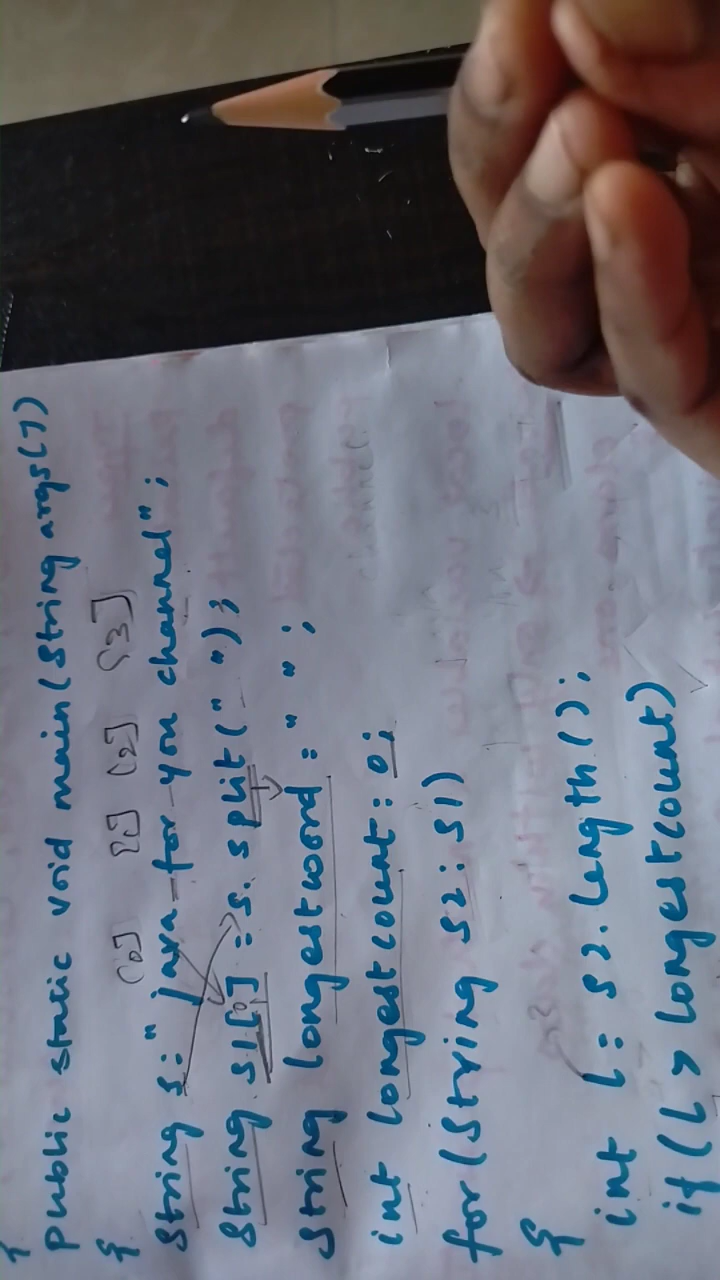 {
public static void main(String args[])
{
[0] [1] [2] [3]
String s="java-for-you channel";
String s1[]=s.split(" ");
String longestword=" ";
int longestcount=0;
for(String s2:s1)
{
int l=s2.length();
if(l>longestcount)